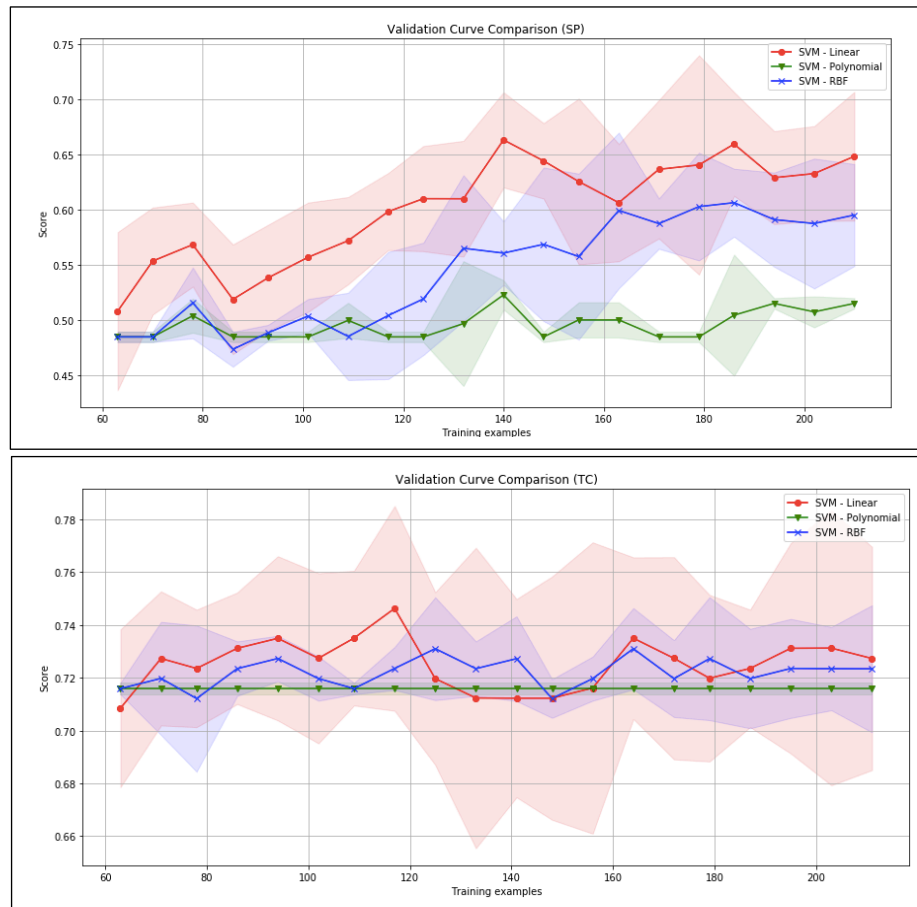 Validation Curve Comparison (SP)
SVM - Linear
SVM - Polynomial
SVM - RBF
0.75
0.70
0.65
0.60
0.55
0.50
0.45
Score
60 80 100 120 140 160 180 200
Training examples
Validation Curve Comparison (TC)
SVM - Linear
SVM - Polynomial
SVM - RBF
0.78
0.76
0.74
0.72
0.70
0.68
0.66
Score
60 80 100 120 140 160 180 200
Training examples